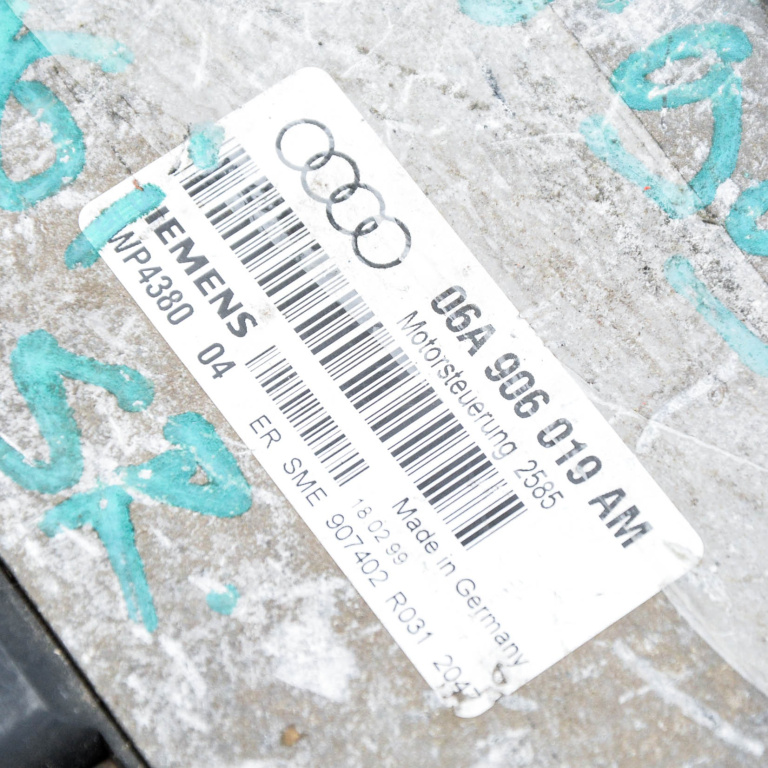 06A 906 019 AM
Motorsteuerung 2585
SIEMENS
WP4380 04
18.02.99 Made in Germany
ER SME 907402 R031 2047